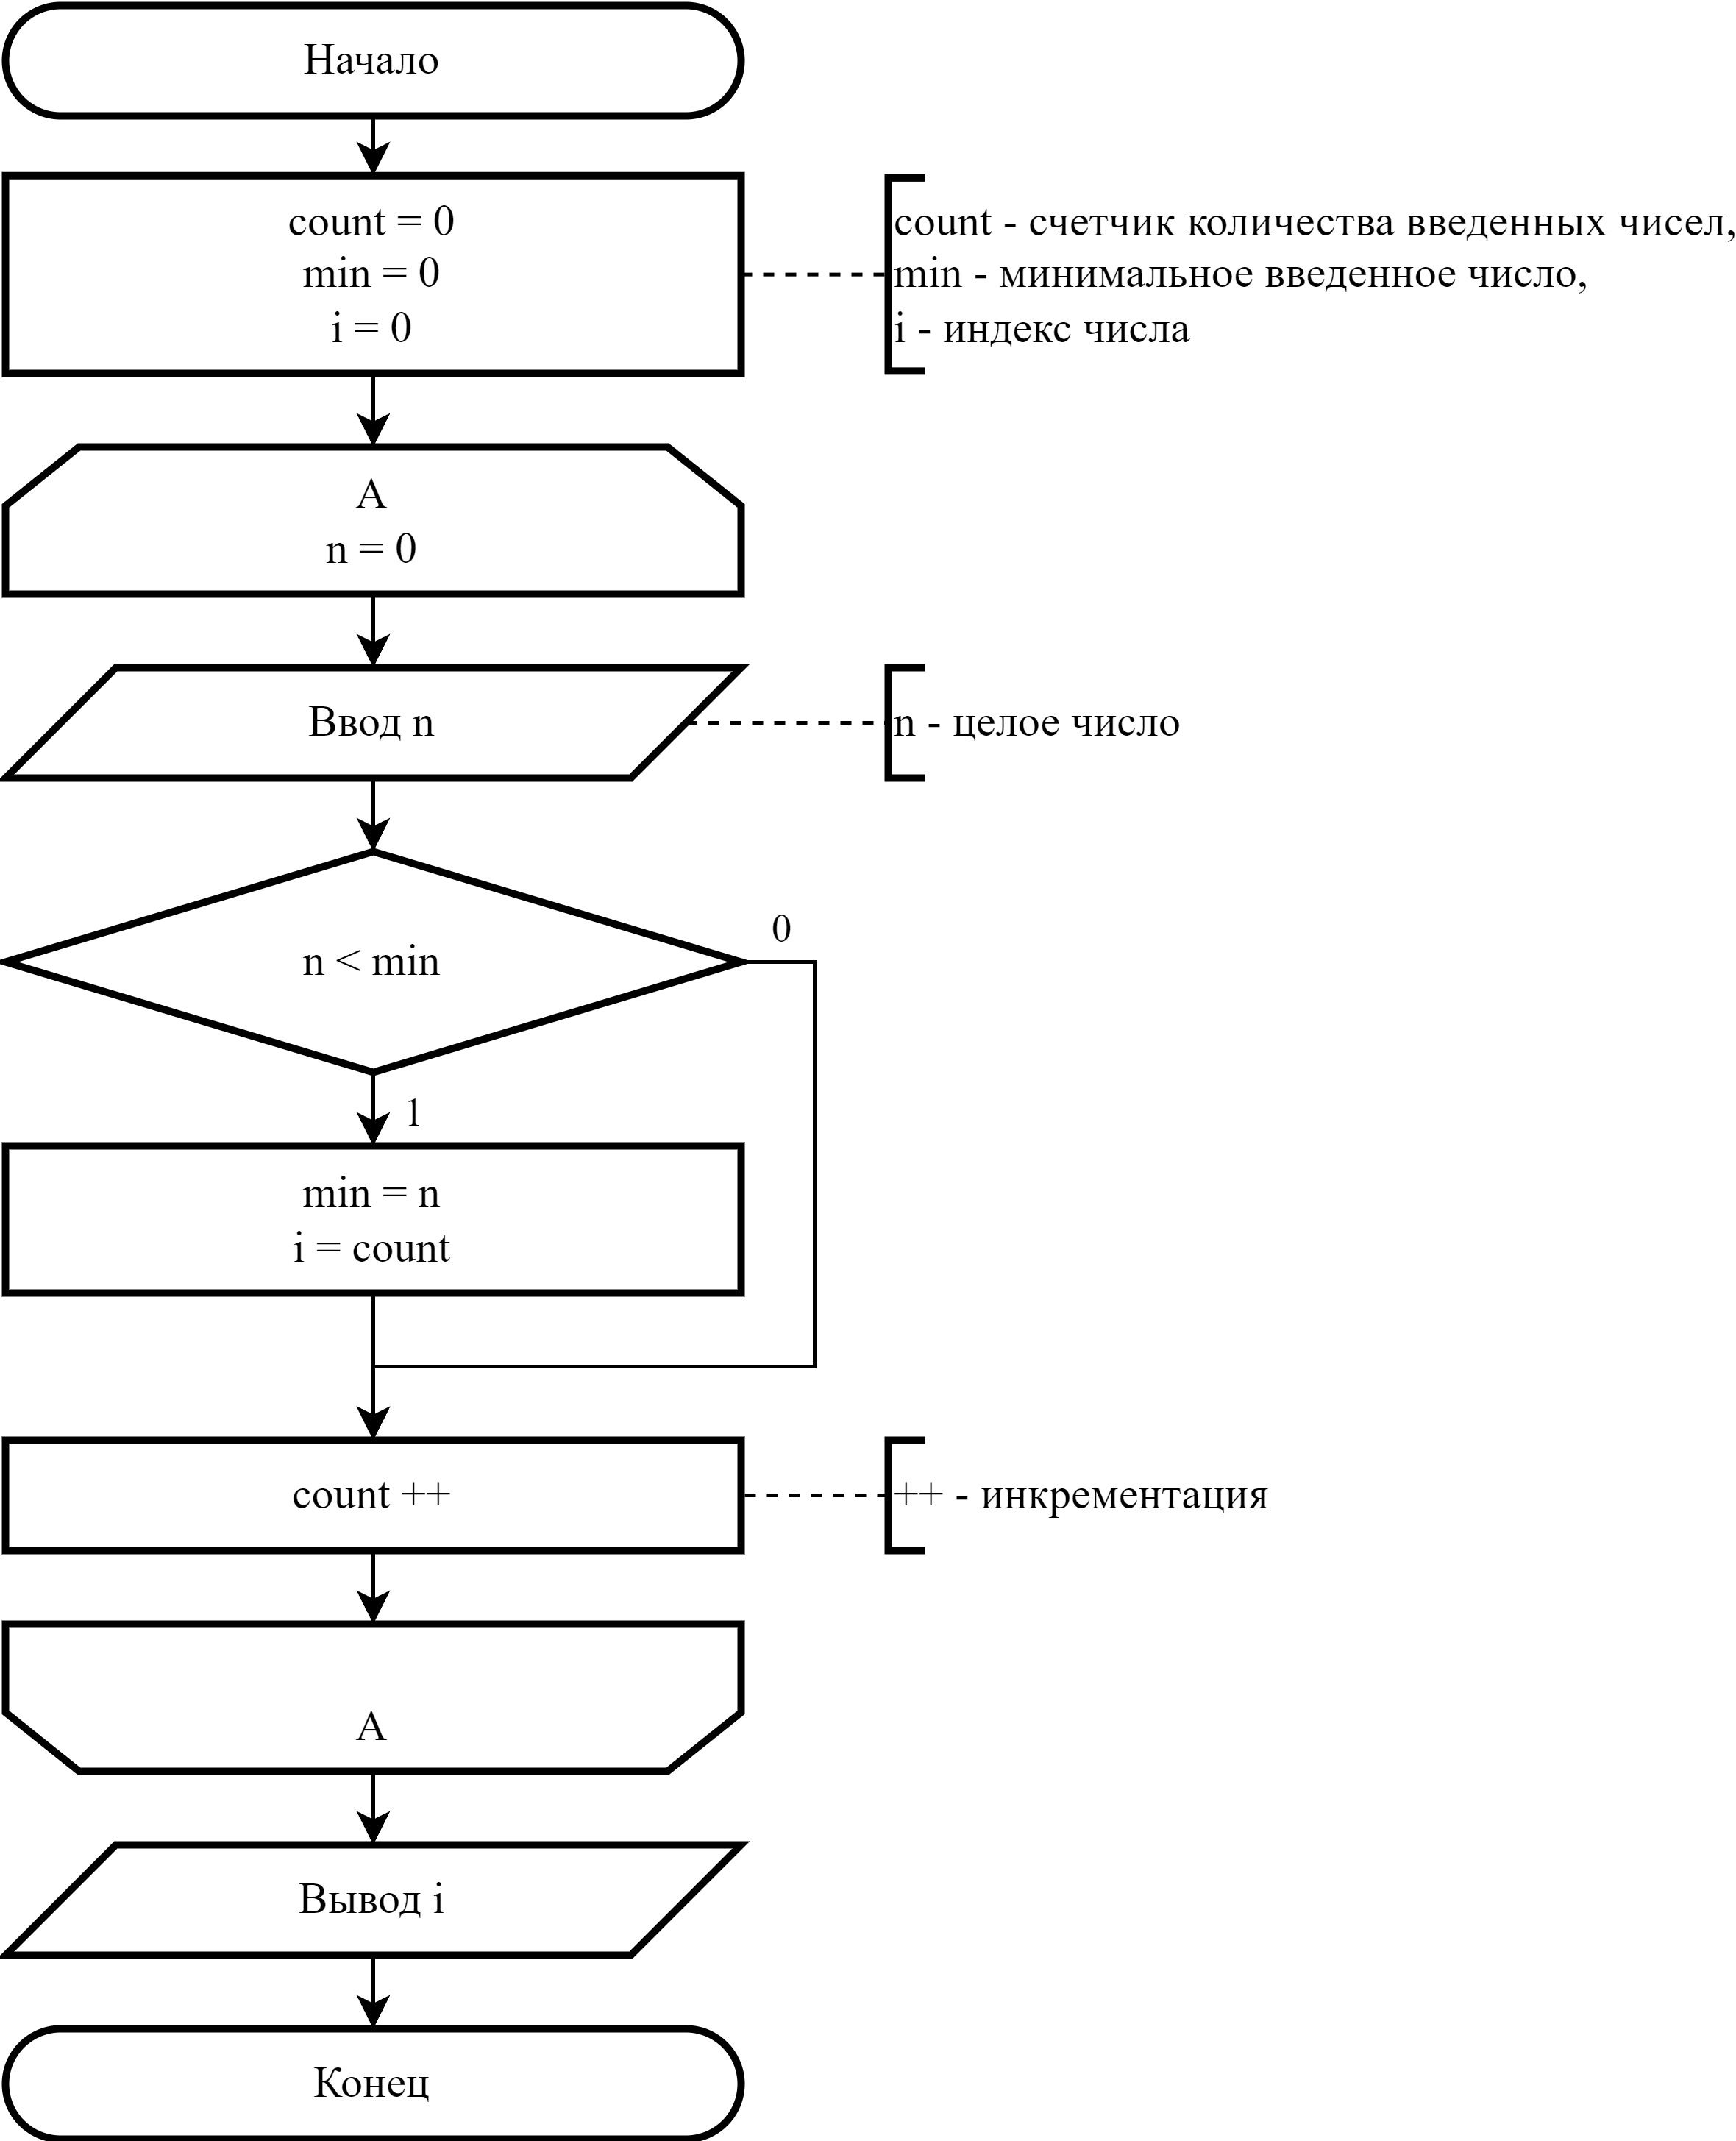 Начало
count = 0
min = 0
i = 0
count - счетчик количества введенных чисел,
min - минимальное введенное число,
i - индекс числа
A
n = 0
Ввод n
n - целое число
n < min
0
1
min = n
i = count
count ++
++ - инкрементация
A
Вывод i
Конец